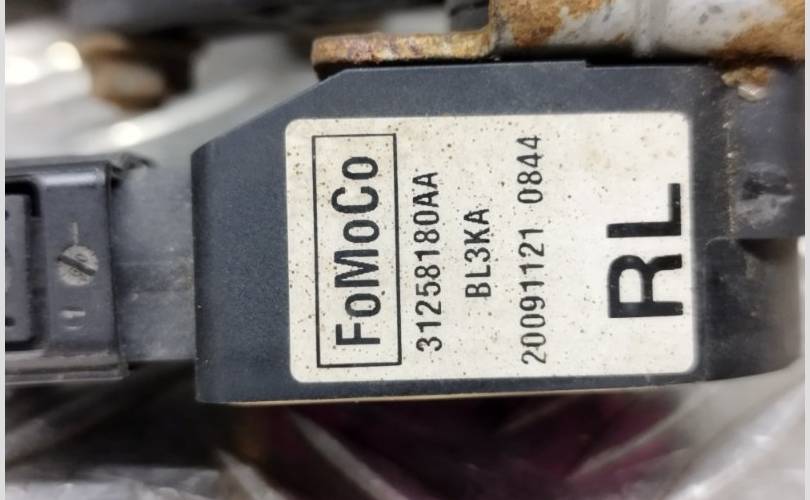 FoMoCo
31258180AA
BL3KA
20091121 0844
RL